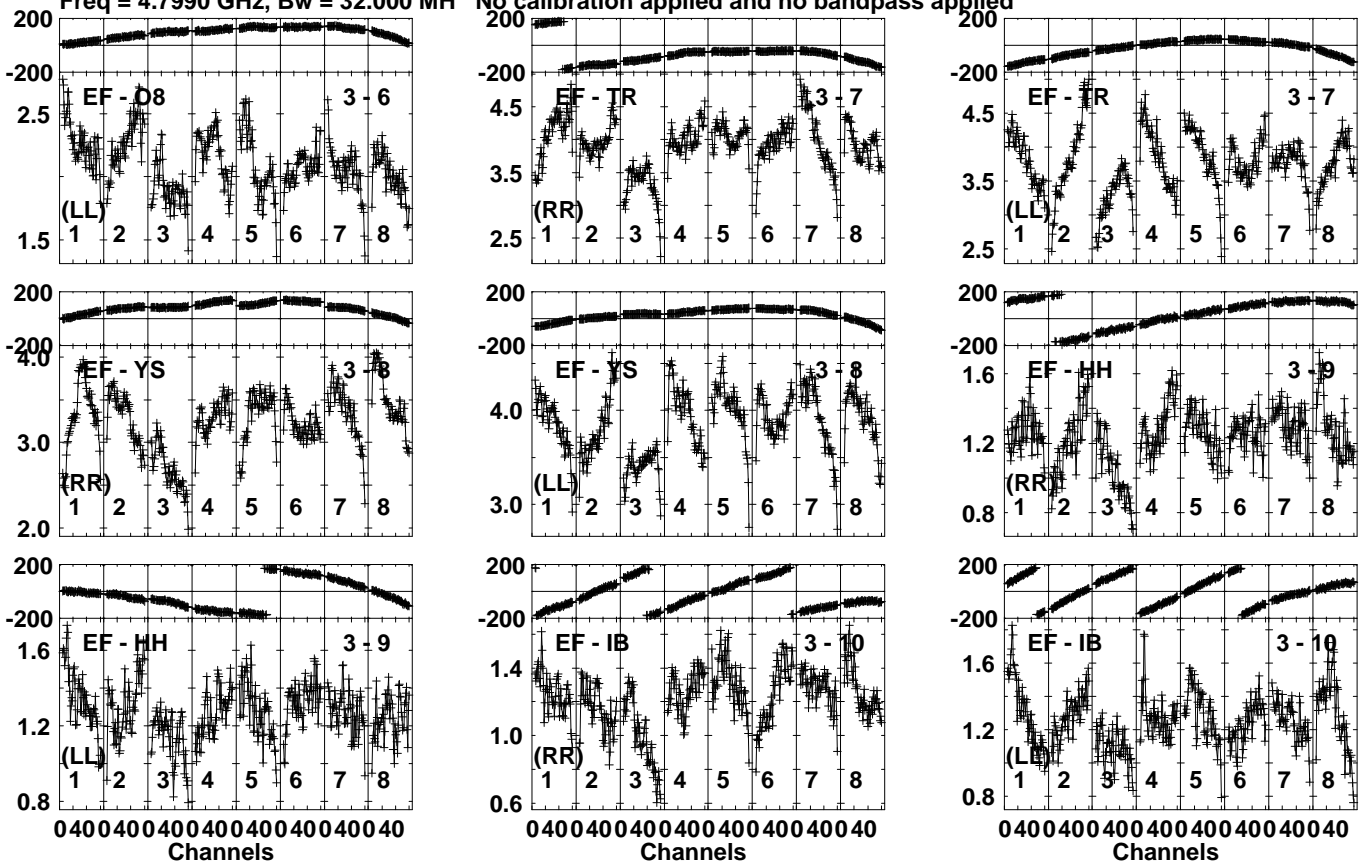 Freq = 4.7990 GHz, Bw = 32.000 MH No calibration applied and no bandpass applied
200 200 200
-200 -200 -200
EF - O8 3 - 6 EF - TR 3 - 7 EF - TR 3 - 7
2.5 4.5 4.5
3.5 3.5
(LL) (RR) (LL)
1 2 3 4 5 6 7 8 1 2 3 4 5 6 7 8 1 2 3 4 5 6 7 8
1.5 2.5 2.5
200 200 200
-200 -200 -200
4.0
EF - YS 3 - 8 EF - YS 3 - 8 EF - HH 3 - 9
4.0 1.6
3.0 1.2
(RR) (LL) (RR)
1 2 3 4 5 6 7 8 1 2 3 4 5 6 7 8 1 2 3 4 5 6 7 8
2.0 3.0 0.8
200 200 200
-200 -200 -200
EF - HH 3 - 9 EF - IB 3 - 10 EF - IB 3 - 10
1.6 1.4 1.6
1.2 1.0 1.2
(LL) (RR) (LL)
1 2 3 4 5 6 7 8 1 2 3 4 5 6 7 8 1 2 3 4 5 6 7 8
0.8 0.6 0.8
0 40 0 40 0 40 0 40 0 40 0 40 0 40 0 40 0 40 0 40 0 40 0 40 0 40 0 40 0 40 0 40 0 40 0 40 0 40 0 40 0 40 0 40 0 40 0 40
Channels Channels Channels